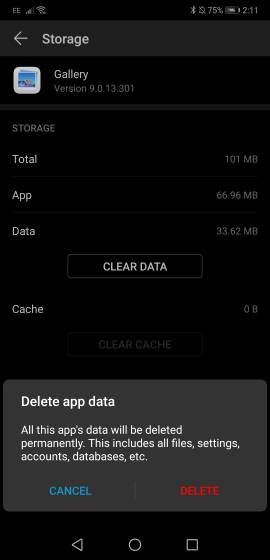 EE 75% 2:11
Storage
Gallery
Version 9.0.13.301
STORAGE
Total 101 MB
App 66.96 MB
Data 33.62 MB
CLEAR DATA
Cache 0 B
CLEAR CACHE
Delete app data
All this app's data will be deleted
permanently. This includes all files, settings,
accounts, databases, etc.
CANCEL DELETE